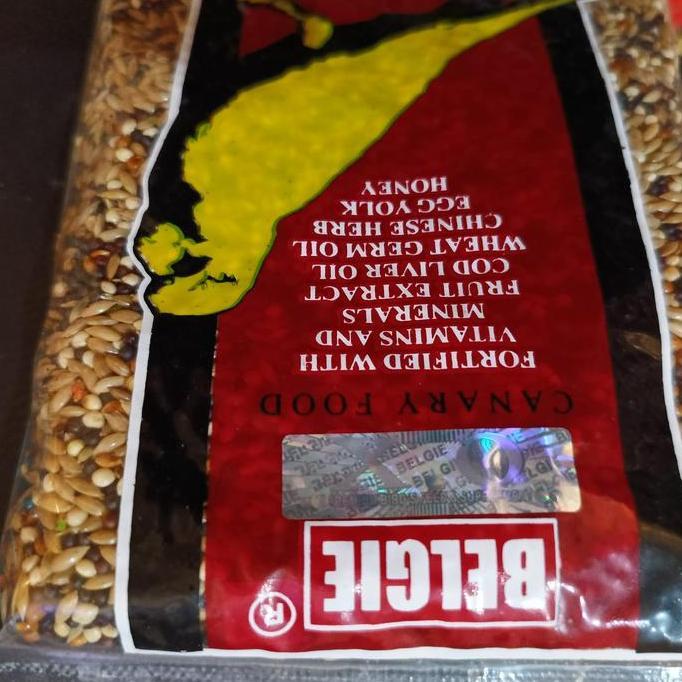 BELGIE ®
BELGIE
CANARY FOOD
FORTIFIED WITH
VITAMINS AND
MINERALS
FRUIT EXTRACT
COD LIVER OIL
WHEAT GERM OIL
CHINESE HERB
EGG YOLK
HONEY